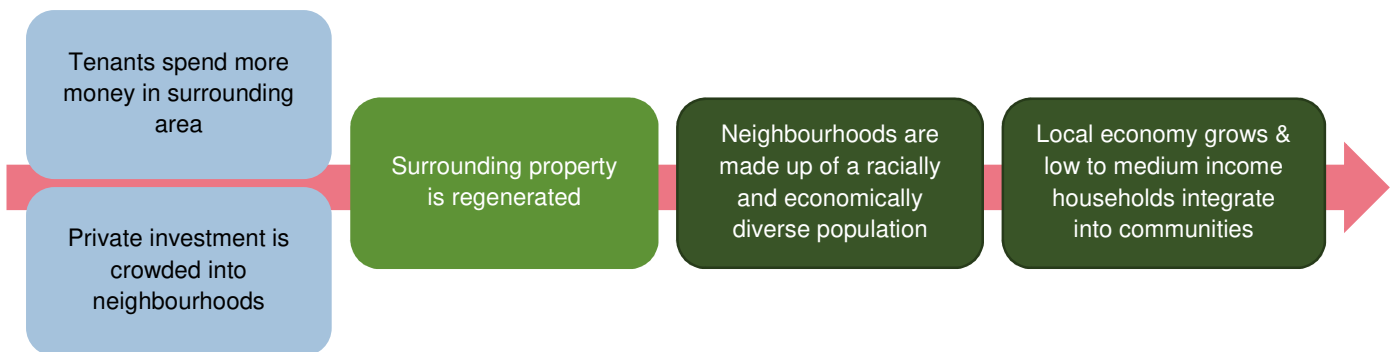 Tenants spend more
money in surrounding
area
Private investment is
crowded into
neighbourhoods
Surrounding property
is regenerated
Neighbourhoods are
made up of a racially
and economically
diverse population
Local economy grows &
low to medium income
households integrate
into communities